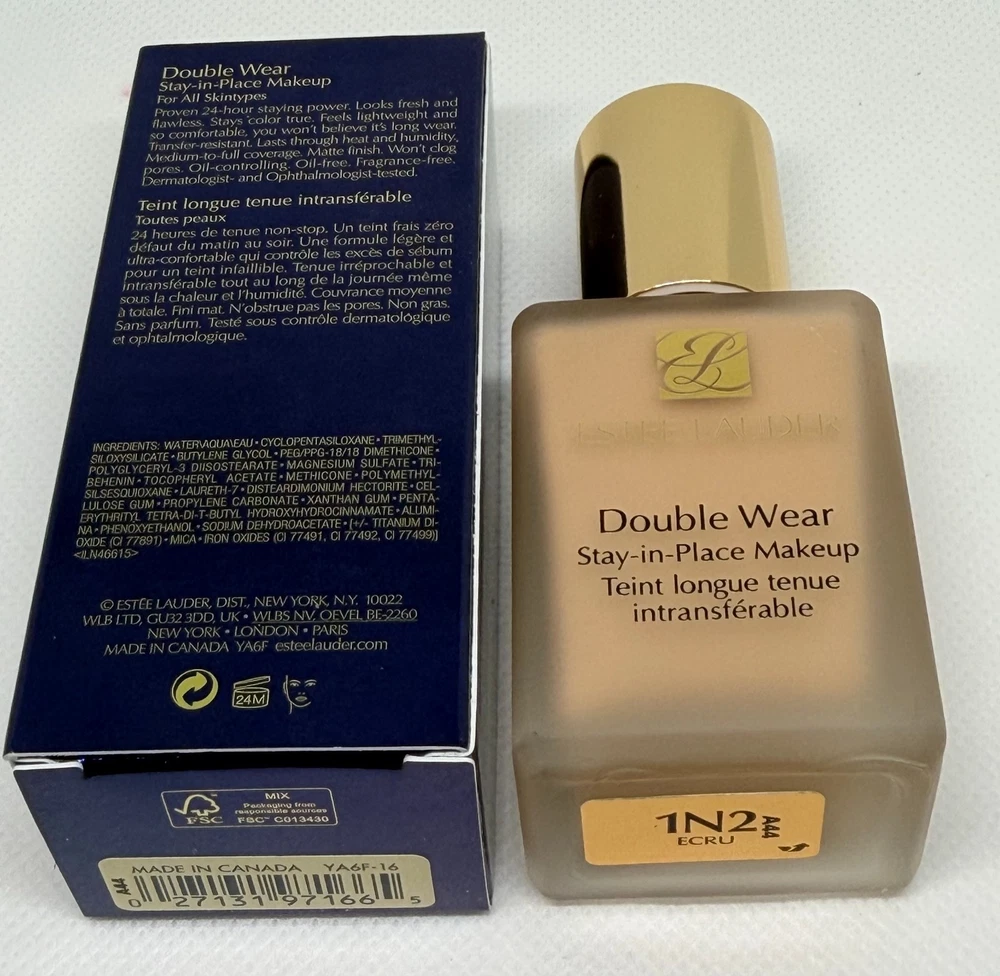 Double Wear
Stay-in-Place Makeup
For All Skintypes
Proven 24-hour staying power. Looks fresh and
flawless. Stays color true. Feels lightweight and
so comfortable, you won't believe it's long wear.
Transfer-resistant. Lasts through heat and humidity.
Medium-to-full coverage. Matte finish. Won't clog
pores. Oil-controlling. Oil-free. Fragrance-free.
Dermatologist- and Ophthalmologist-tested.
Teint longue tenue intransférable
Toutes peaux
24 heures de tenue non-stop. Un teint frais zéro
défaut du matin au soir. Une formule légère et
ultra-confortable qui contrôle les excès de sébum
pour un teint infaillible. Tenue irréprochable et
intransférable tout au long de la journée même
sous la chaleur et l'humidité. Couvrance moyenne
à totale. Fini mat. N'obstrue pas les pores. Non gras.
Sans parfum. Testé sous contrôle dermatologique
et ophtalmologique.
INGREDIENTS: WATER\AQUA\EAU • CYCLOPENTASILOXANE • TRIMETHYL-
SILOXYSILICATE • BUTYLENE GLYCOL • PEG/PPG-18/18 DIMETHICONE •
POLYGLYCERYL-3 DIISOSTEARATE • MAGNESIUM SULFATE • TRI-
BEHENIN • TOCOPHERYL ACETATE • METHICONE • POLYMETHYL-
SILSESQUIOXANE • LAURETH-7 • DISTEARDIMONIUM HECTORITE • CEL-
LULOSE GUM • PROPYLENE CARBONATE • XANTHAN GUM • PENTA-
ERYTHRITYL TETRA-DI-T-BUTYL HYDROXYHYDROCINNAMATE • ALUMI-
NA • PHENOXYETHANOL • SODIUM DEHYDROACETATE • [+/- TITANIUM DI-
OXIDE (CI 77891) • MICA • IRON OXIDES (CI 77491, CI 77492, CI 77499)]
<ILN46615>
© ESTÉE LAUDER, DIST., NEW YORK, N.Y. 10022
WLB LTD, GU32 3DD, UK • WLBS NV. OEVEL BE-2260
NEW YORK • LONDON • PARIS
MADE IN CANADA YA6F esteelauder.com
24M
FSC
MIX
Packaging from
responsible sources
FSC™ C013430
MADE IN CANADA YA6F-16
A44
0 27131 97166 5
EL
ESTĒE LAUDER
Double Wear
Stay-in-Place Makeup
Teint longue tenue
intransférable
1N2
A44
ECRU